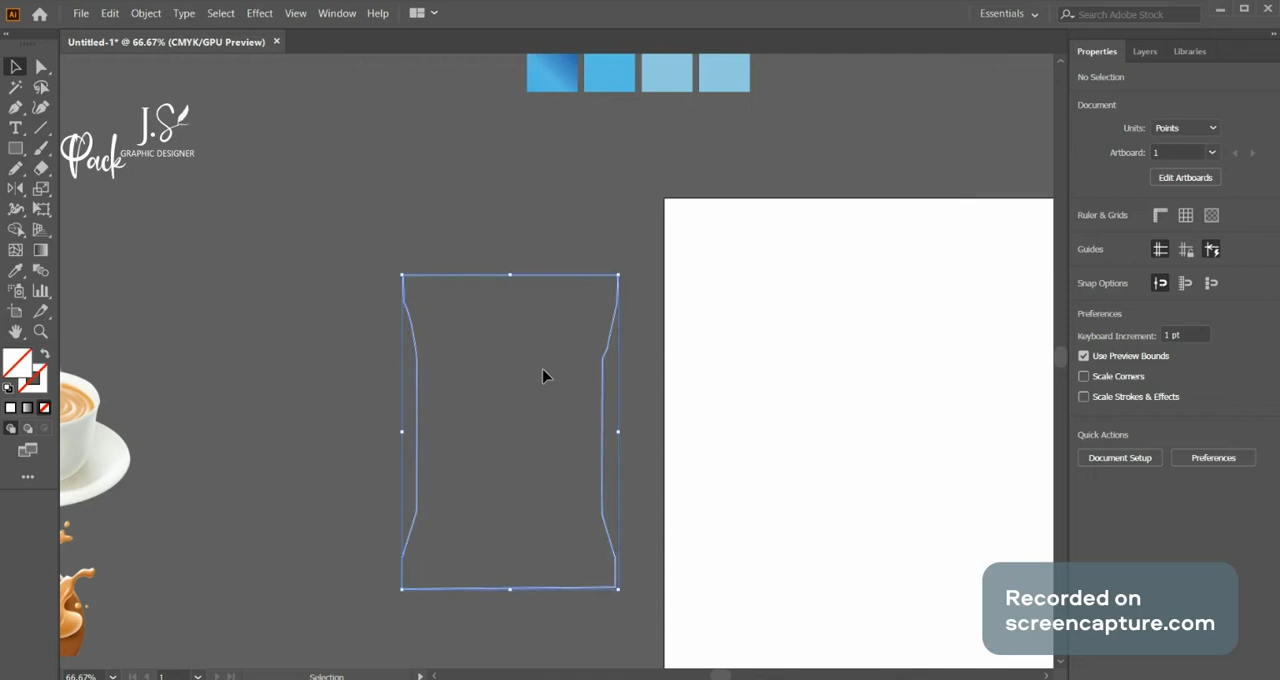 Ai
File Edit Object Type Select Effect View Window Help
Essentials
Search Adobe Stock
Untitled-1* @ 66.67% (CMYK/GPU Preview)
J.S
Pack
GRAPHIC DESIGNER
Properties Layers Libraries
No Selection
Document
Units: Points
Artboard: 1
Edit Artboards
Ruler & Grids
Guides
Snap Options
Preferences
Keyboard Increment: 1 pt
Use Preview Bounds
Scale Corners
Scale Strokes & Effects
Quick Actions
Document Setup Preferences
Recorded on
screencapture.com
66.67% 1 Selection